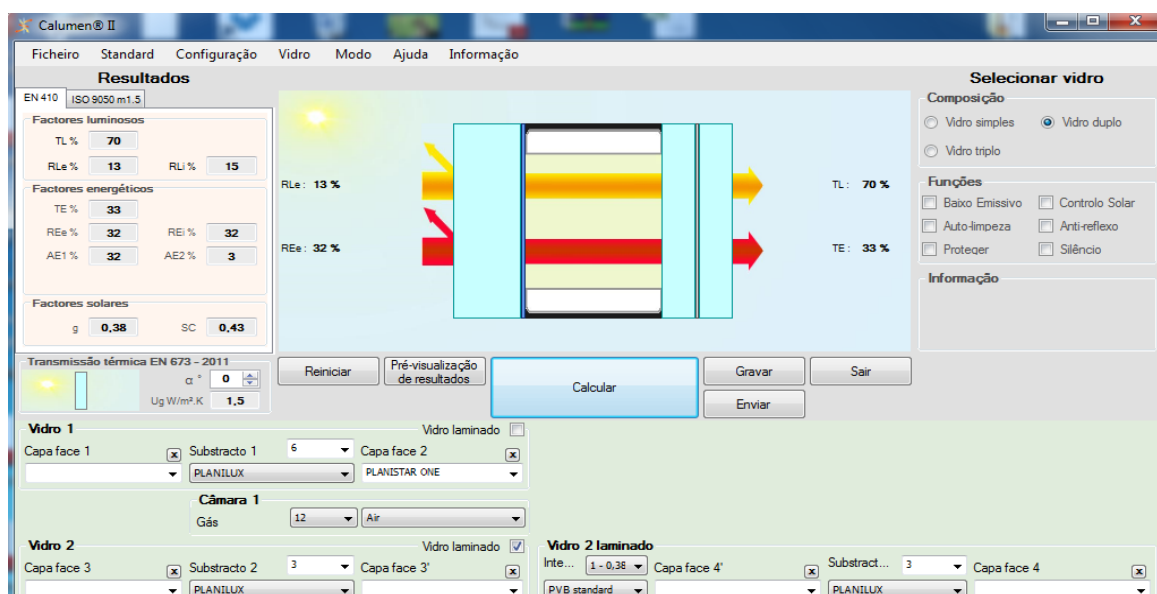 Calumen® II
Ficheiro Standard Configuração Vidro Modo Ajuda Informação
Resultados
EN 410 ISO 9050 m1.5
Factores luminosos
TL % 70
RLe % 13 RLi % 15
Factores energéticos
TE % 33
REe % 32 REi % 32
AE1 % 32 AE2 % 3
Factores solares
g 0,38 SC 0,43
Transmissão térmica EN 673 - 2011
α ° 0
Ug W/m².K 1,5
RLe : 13 % TL : 70 %
REe : 32 % TE : 33 %
Selecionar vidro
Composição
Vidro simples Vidro duplo
Vidro triplo
Funções
Baixo Emissivo Controlo Solar
Auto-limpeza Anti-reflexo
Proteger Silêncio
Informação
Reiniciar Pré-visualização de resultados Calcular Gravar Sair
Enviar
Vidro 1 Vidro laminado
Capa face 1 x Substracto 1 6 Capa face 2 x
PLANILUX PLANISTAR ONE
Câmara 1
Gás 12 Air
Vidro 2 Vidro laminado
Capa face 3 x Substracto 2 3 Capa face 3' x
PLANILUX
Vidro 2 laminado
Inte... 1 - 0,38 Capa face 4' x Substract... 3 Capa face 4 x
PVB standard PLANILUX